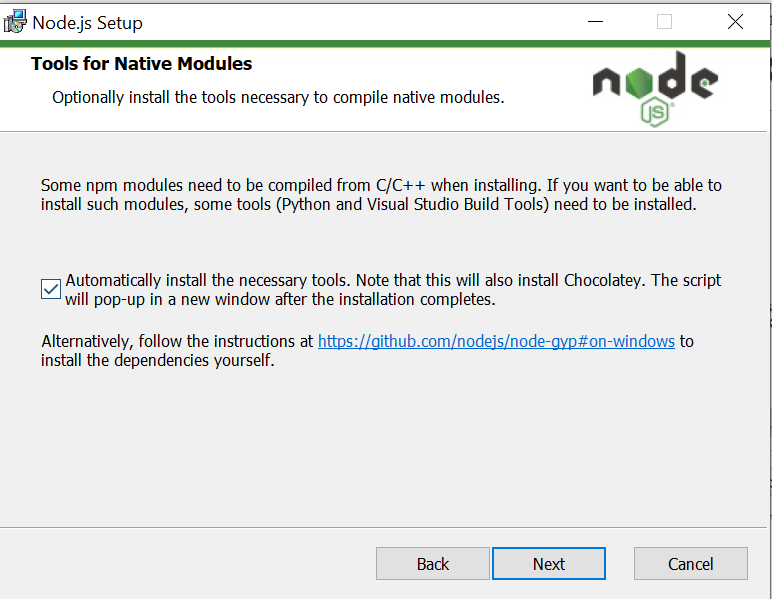 Node.js Setup
Tools for Native Modules
Optionally install the tools necessary to compile native modules.
node
JS
Some npm modules need to be compiled from C/C++ when installing. If you want to be able to
install such modules, some tools (Python and Visual Studio Build Tools) need to be installed.
Automatically install the necessary tools. Note that this will also install Chocolatey. The script
will pop-up in a new window after the installation completes.
Alternatively, follow the instructions at https://github.com/nodejs/node-gyp#on-windows to
install the dependencies yourself.
Back
Next
Cancel